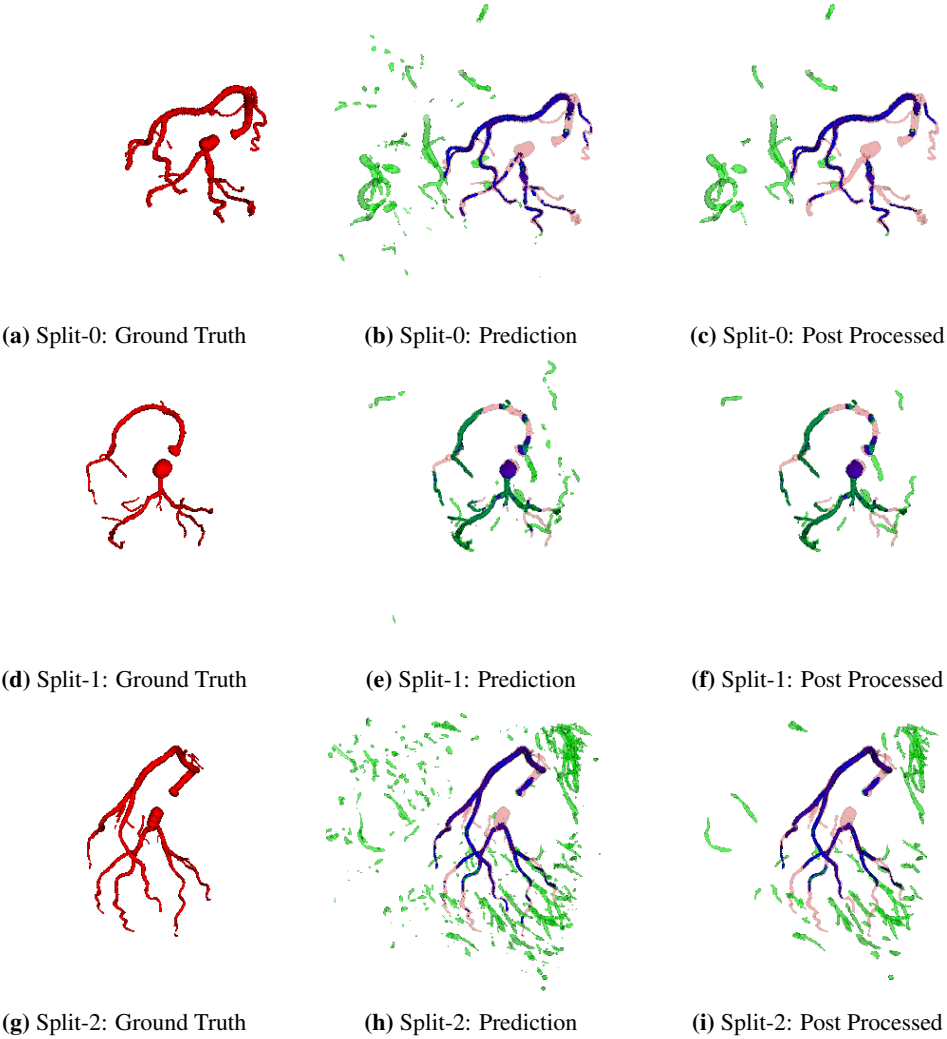 (a) Split-0: Ground Truth
(b) Split-0: Prediction
(c) Split-0: Post Processed
(d) Split-1: Ground Truth
(e) Split-1: Prediction
(f) Split-1: Post Processed
(g) Split-2: Ground Truth
(h) Split-2: Prediction
(i) Split-2: Post Processed